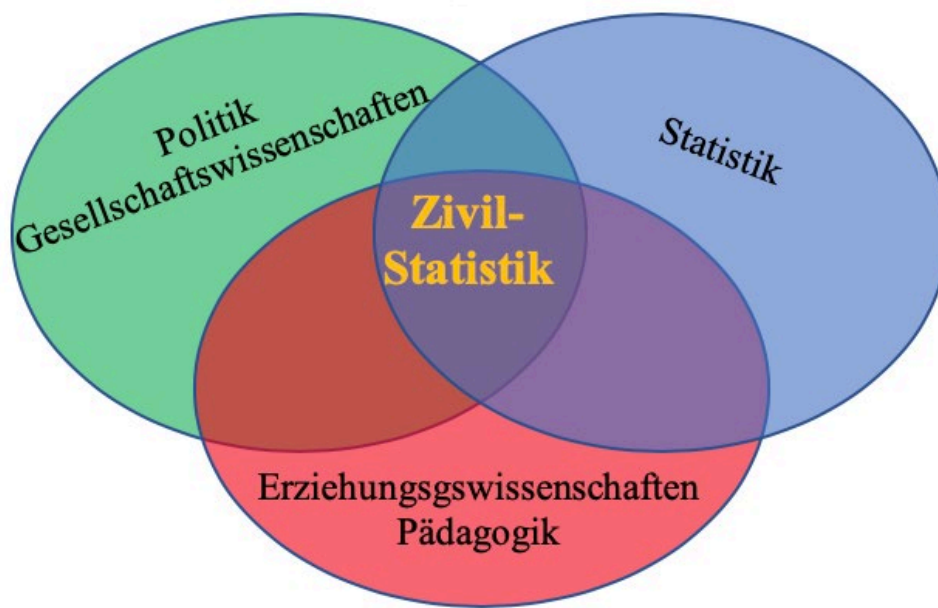 Politik
Gesellschaftswissenschaften
Statistik
Zivil-
Statistik
Erziehungsgswissenschaften
Pädagogik